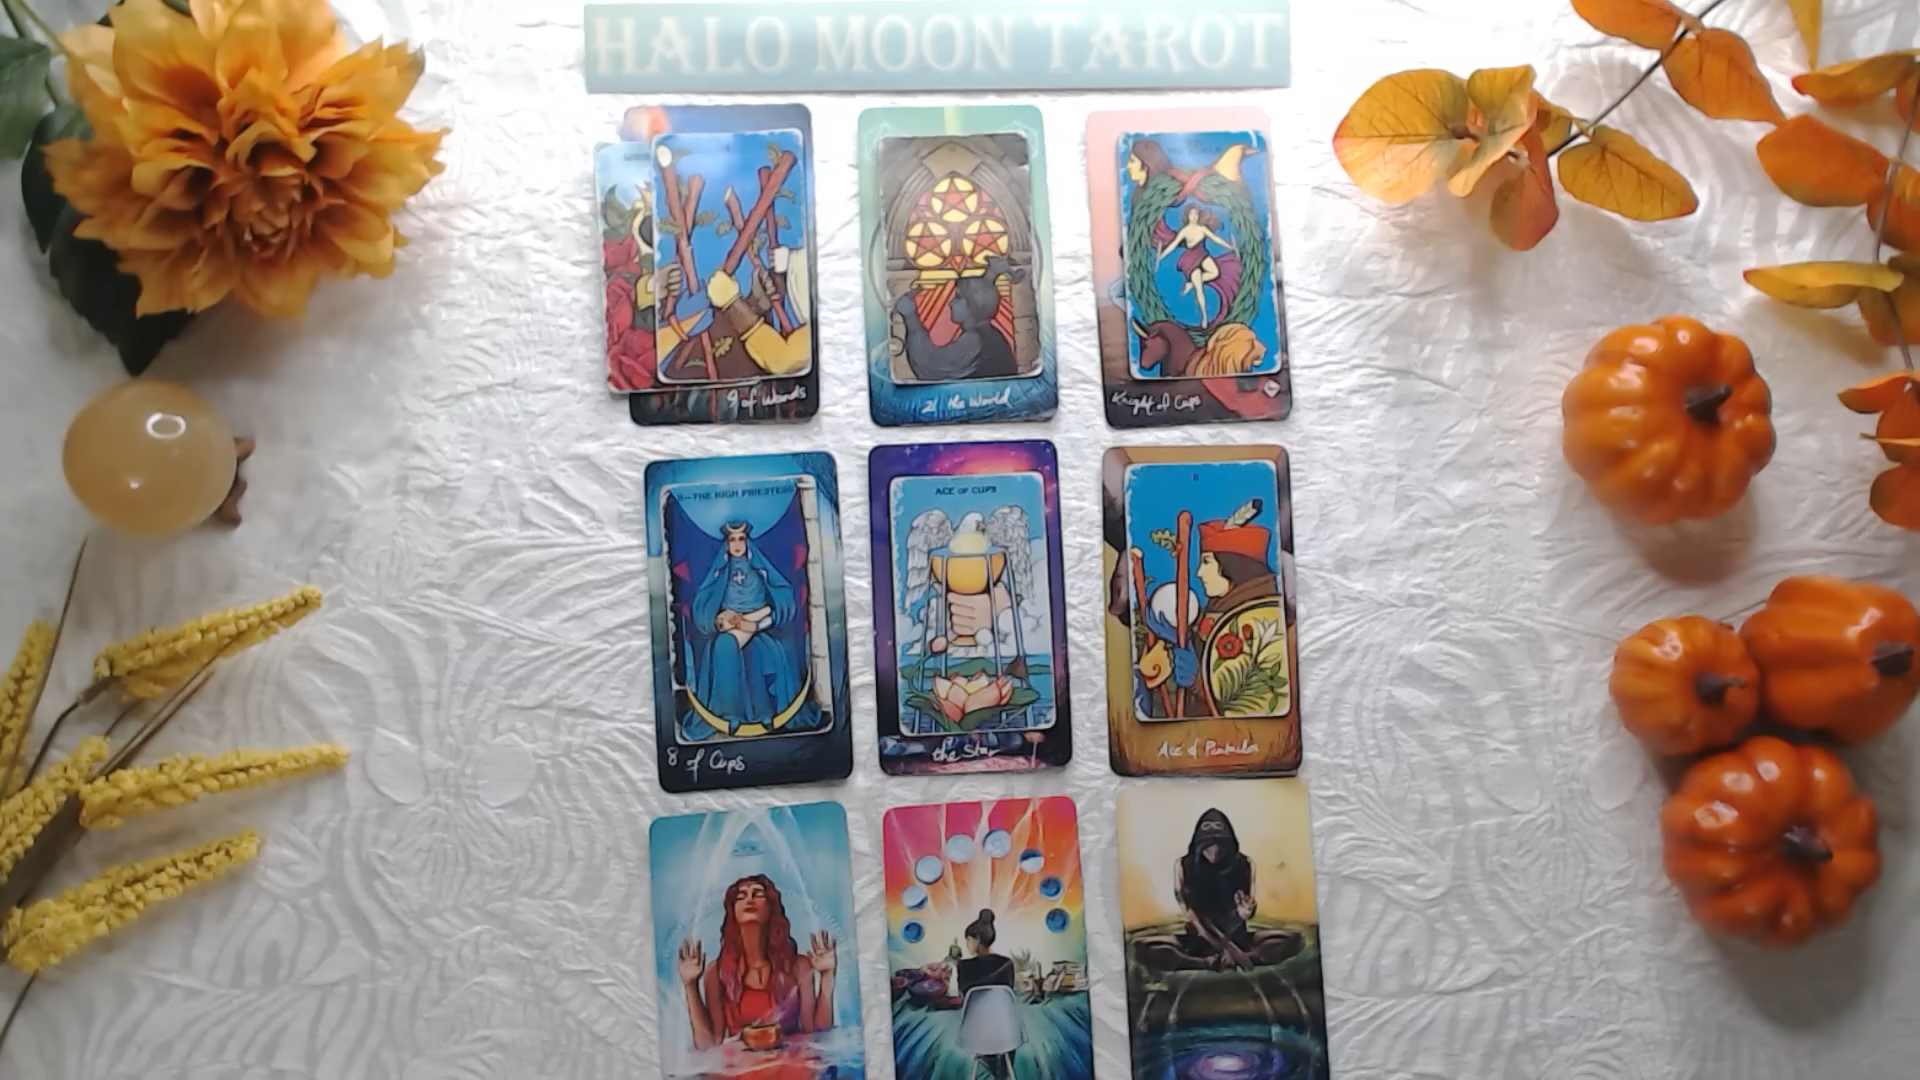 HALO MOON TAROT
9 of Wands
21 the World
Knight of Cups
II-THE HIGH PRIESTESS
8 of Cups
ACE OF CUPS
the Star
II
Ace of Pentacles